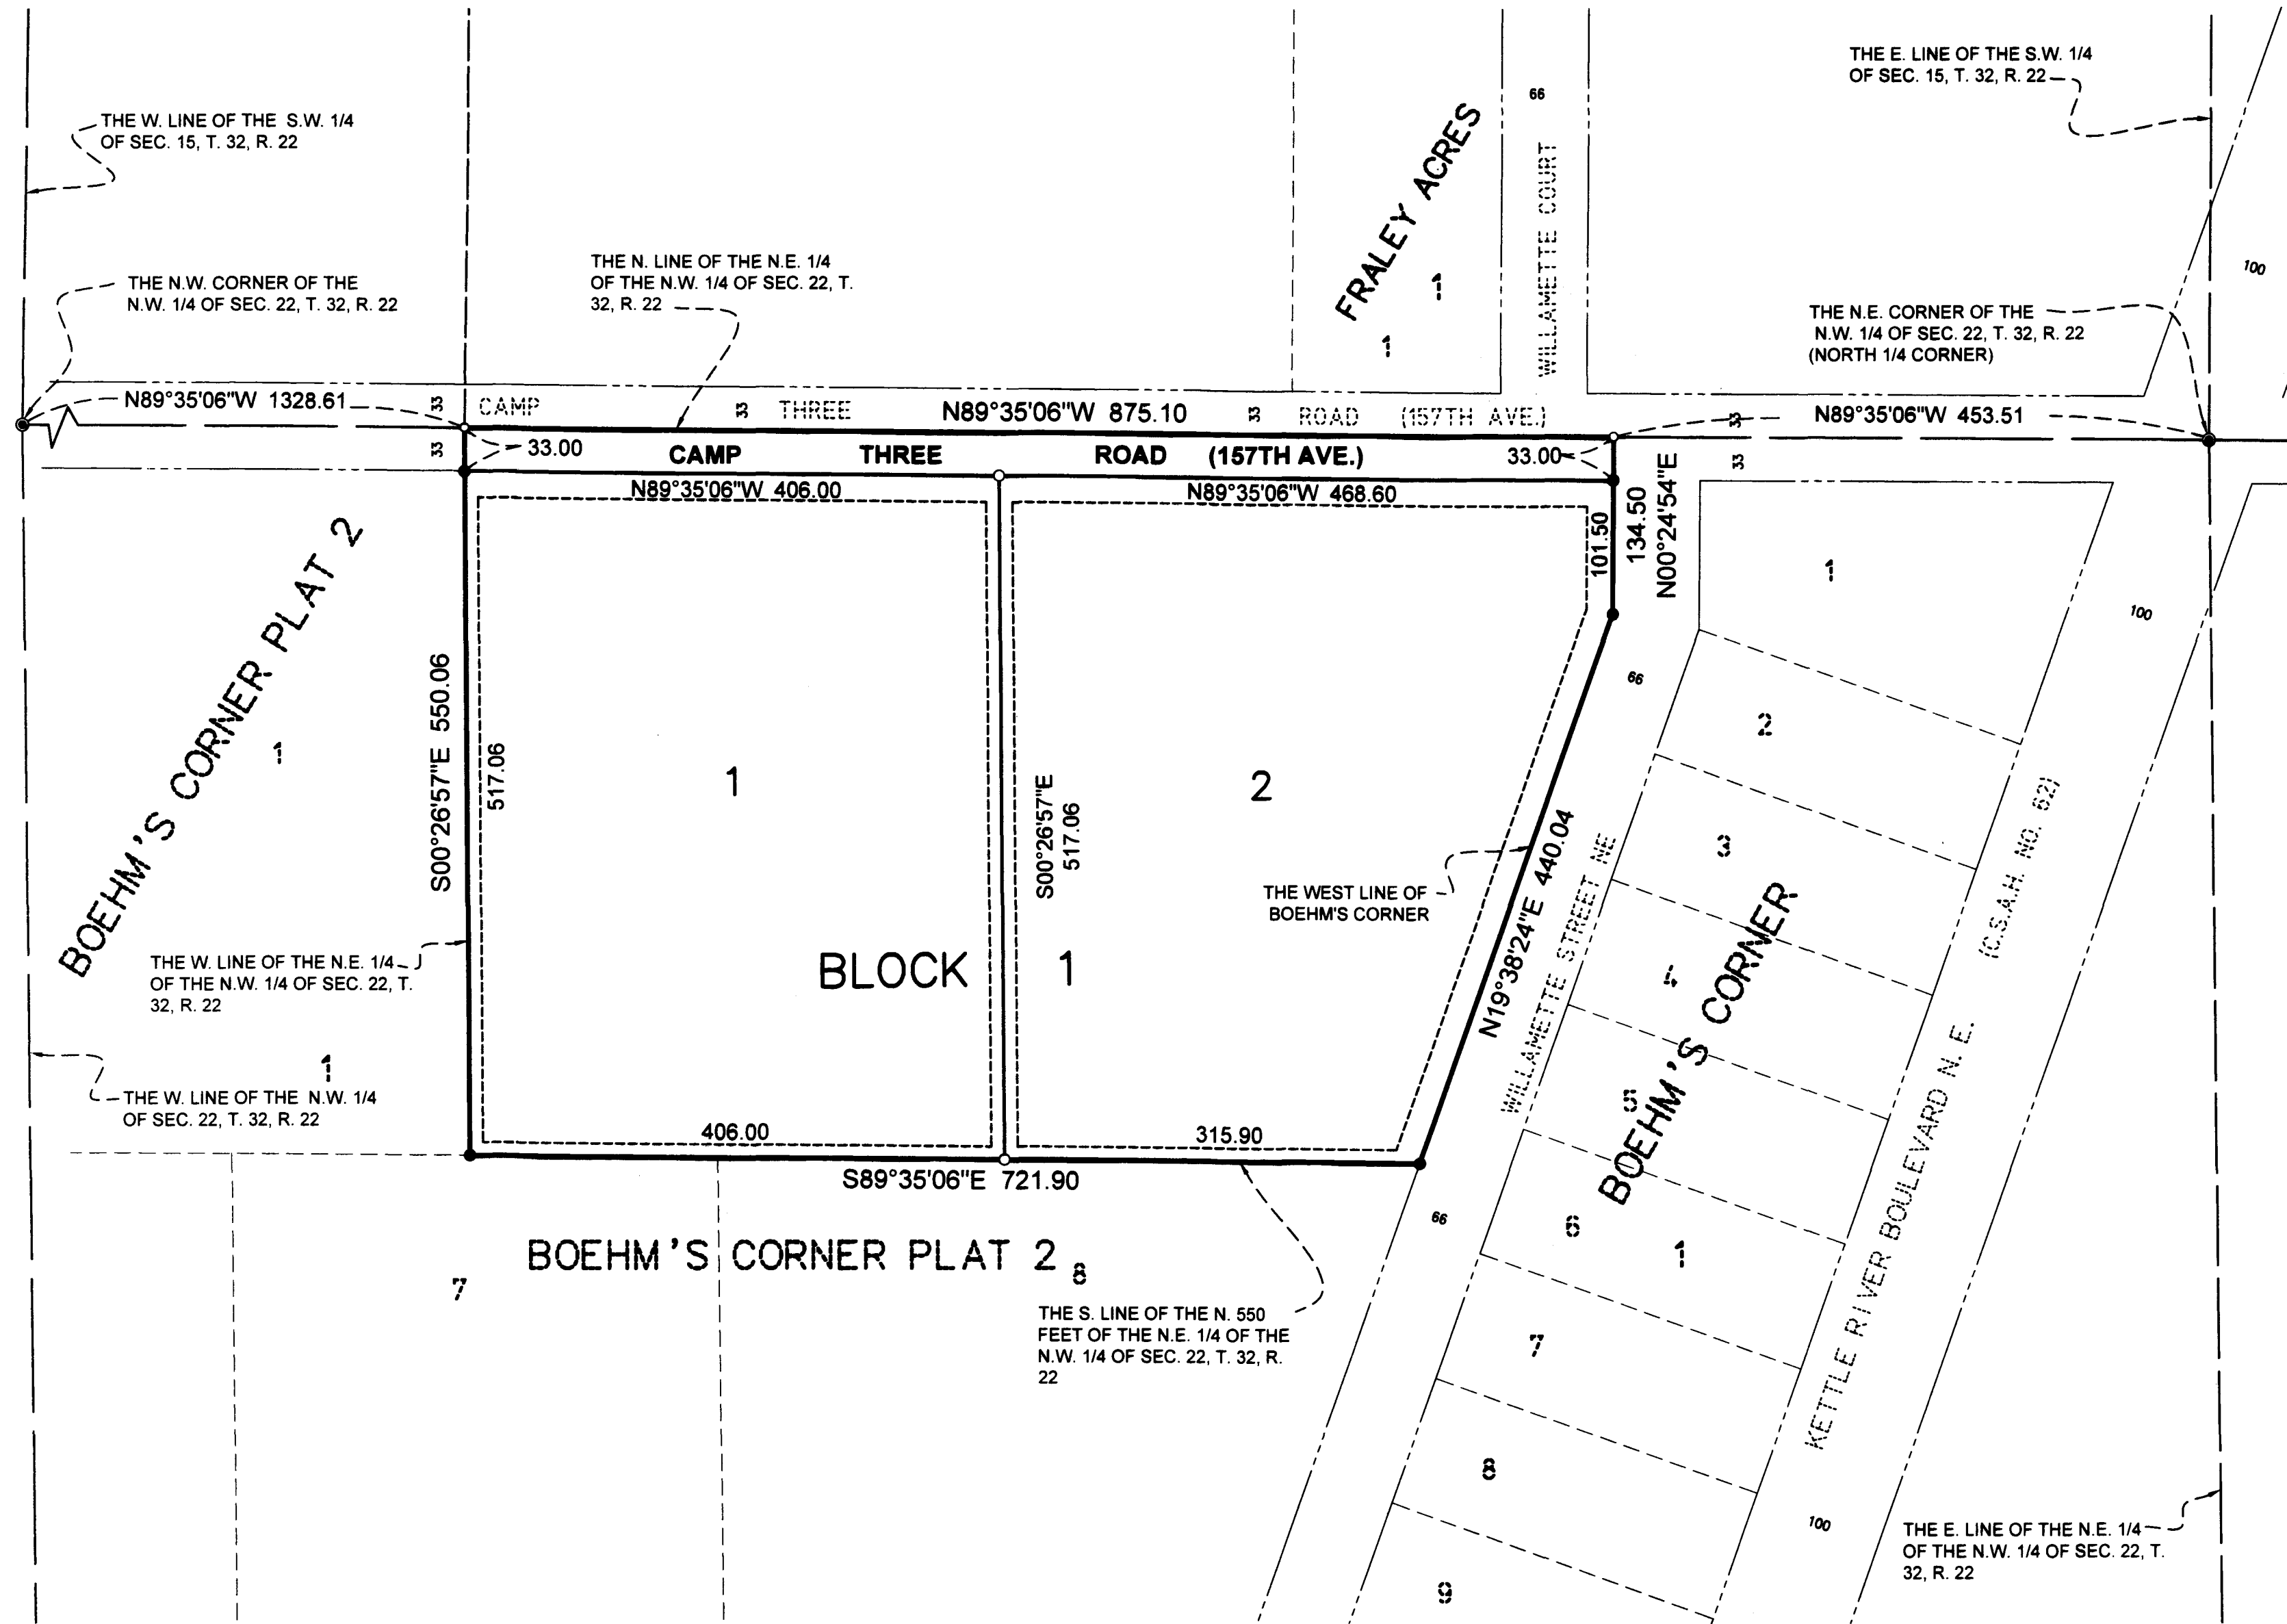 THE E. LINE OF THE S.W. 1/4
OF SEC. 15, T. 32, R. 22
66
THE W. LINE OF THE S.W. 1/4
OF SEC. 15, T. 32, R. 22
FRALEY ACRES
WILLAMETTE COURT
1
1
100
THE N. LINE OF THE N.E. 1/4
OF THE N.W. 1/4 OF SEC. 22, T.
32, R. 22
THE N.W. CORNER OF THE
N.W. 1/4 OF SEC. 22, T. 32, R. 22
THE N.E. CORNER OF THE
N.W. 1/4 OF SEC. 22, T. 32, R. 22
(NORTH 1/4 CORNER)
N89°35'06"W 1328.61
33
CAMP
33
THREE
N89°35'06"W 875.10
33
ROAD
(157TH AVE.)
33
N89°35'06"W 453.51
33
33.00
CAMP THREE ROAD (157TH AVE.)
33.00
33
N89°35'06"W 406.00
N89°35'06"W 468.60
101.50
134.50
N00°24'54"E
BOEHM'S CORNER PLAT 2
1
1
S00°26'57"E 550.06
517.06
1
S00°26'57"E
517.06
2
BLOCK 1
THE WEST LINE OF
BOEHM'S CORNER
N19°38'24"E 440.04
66
WILLAMETTE STREET NE
1
2
3
4
5
6
1
7
8
9
BOEHM'S CORNER
100
KETTLE RIVER BOULEVARD N. E.
(C.S.A.H. NO. 62)
100
THE W. LINE OF THE N.E. 1/4
OF THE N.W. 1/4 OF SEC. 22, T.
32, R. 22
THE W. LINE OF THE N.W. 1/4
OF SEC. 22, T. 32, R. 22
406.00
315.90
S89°35'06"E 721.90
66
BOEHM'S CORNER PLAT 2
7
8
THE S. LINE OF THE N. 550
FEET OF THE N.E. 1/4 OF THE
N.W. 1/4 OF SEC. 22, T. 32, R.
22
THE E. LINE OF THE N.E. 1/4
OF THE N.W. 1/4 OF SEC. 22, T.
32, R. 22